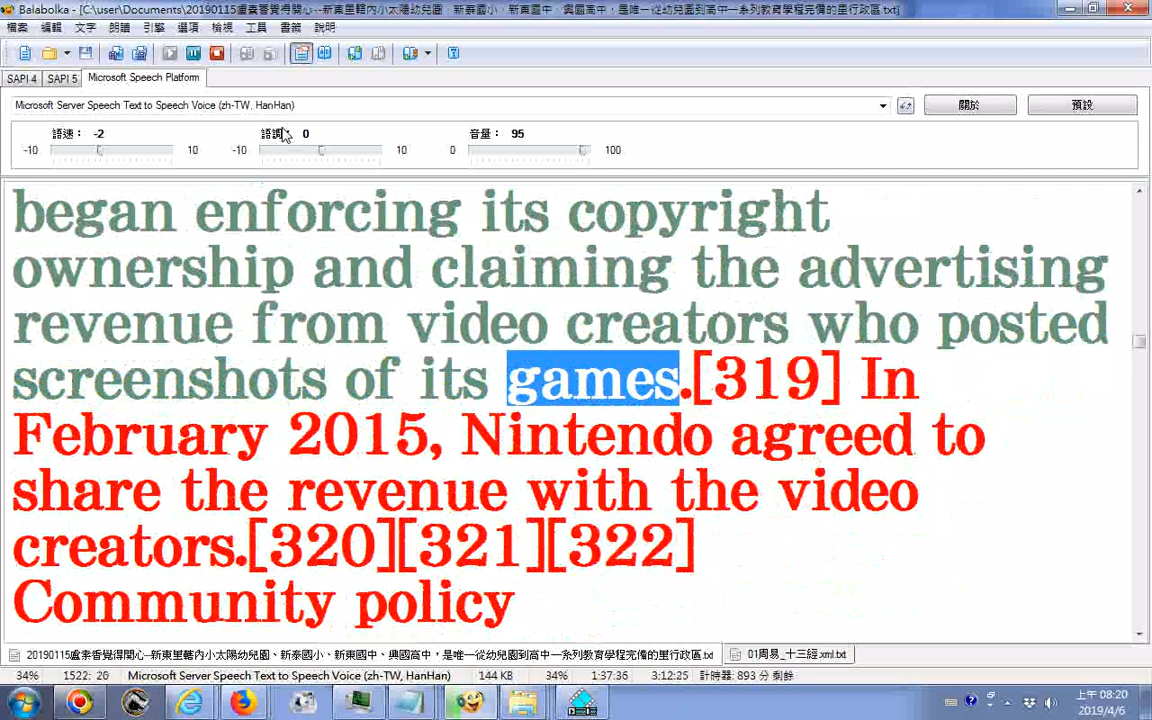 Balabolka - [C:\user\Documents\20190115盧素香覺得開心--新東里轄內小太陽幼兒園、新泰國小、新東國中、興國高中，是唯一從幼兒園到高中一系列教育學程完備的里行政區.txt]
檔案 編輯 文字 朗讀 引擎 選項 檢視 工具 書籤 說明
SAPI 4 SAPI 5 Microsoft Speech Platform
Microsoft Server Speech Text to Speech Voice (zh-TW, HanHan) 關於 預設
語速： -2 語調： 0 音量： 95
-10 10 -10 10 0 100
began enforcing its copyright
ownership and claiming the advertising
revenue from video creators who posted
screenshots of its games.[319] In
February 2015, Nintendo agreed to
share the revenue with the video
creators.[320][321][322]
Community policy
20190115盧素香覺得開心--新東里轄內小太陽幼兒園、新泰國小、新東國中、興國高中，是唯一從幼兒園到高中一系列教育學程完備的里行政區.txt 01周易_十三經.xml.txt
34% 1522: 20 Microsoft Server Speech Text to Speech Voice (zh-TW, HanHan) 144 KB 34% 1:37:36 3:12:25 計時器: 893 分 剩餘
上午 08:20
2019/4/6